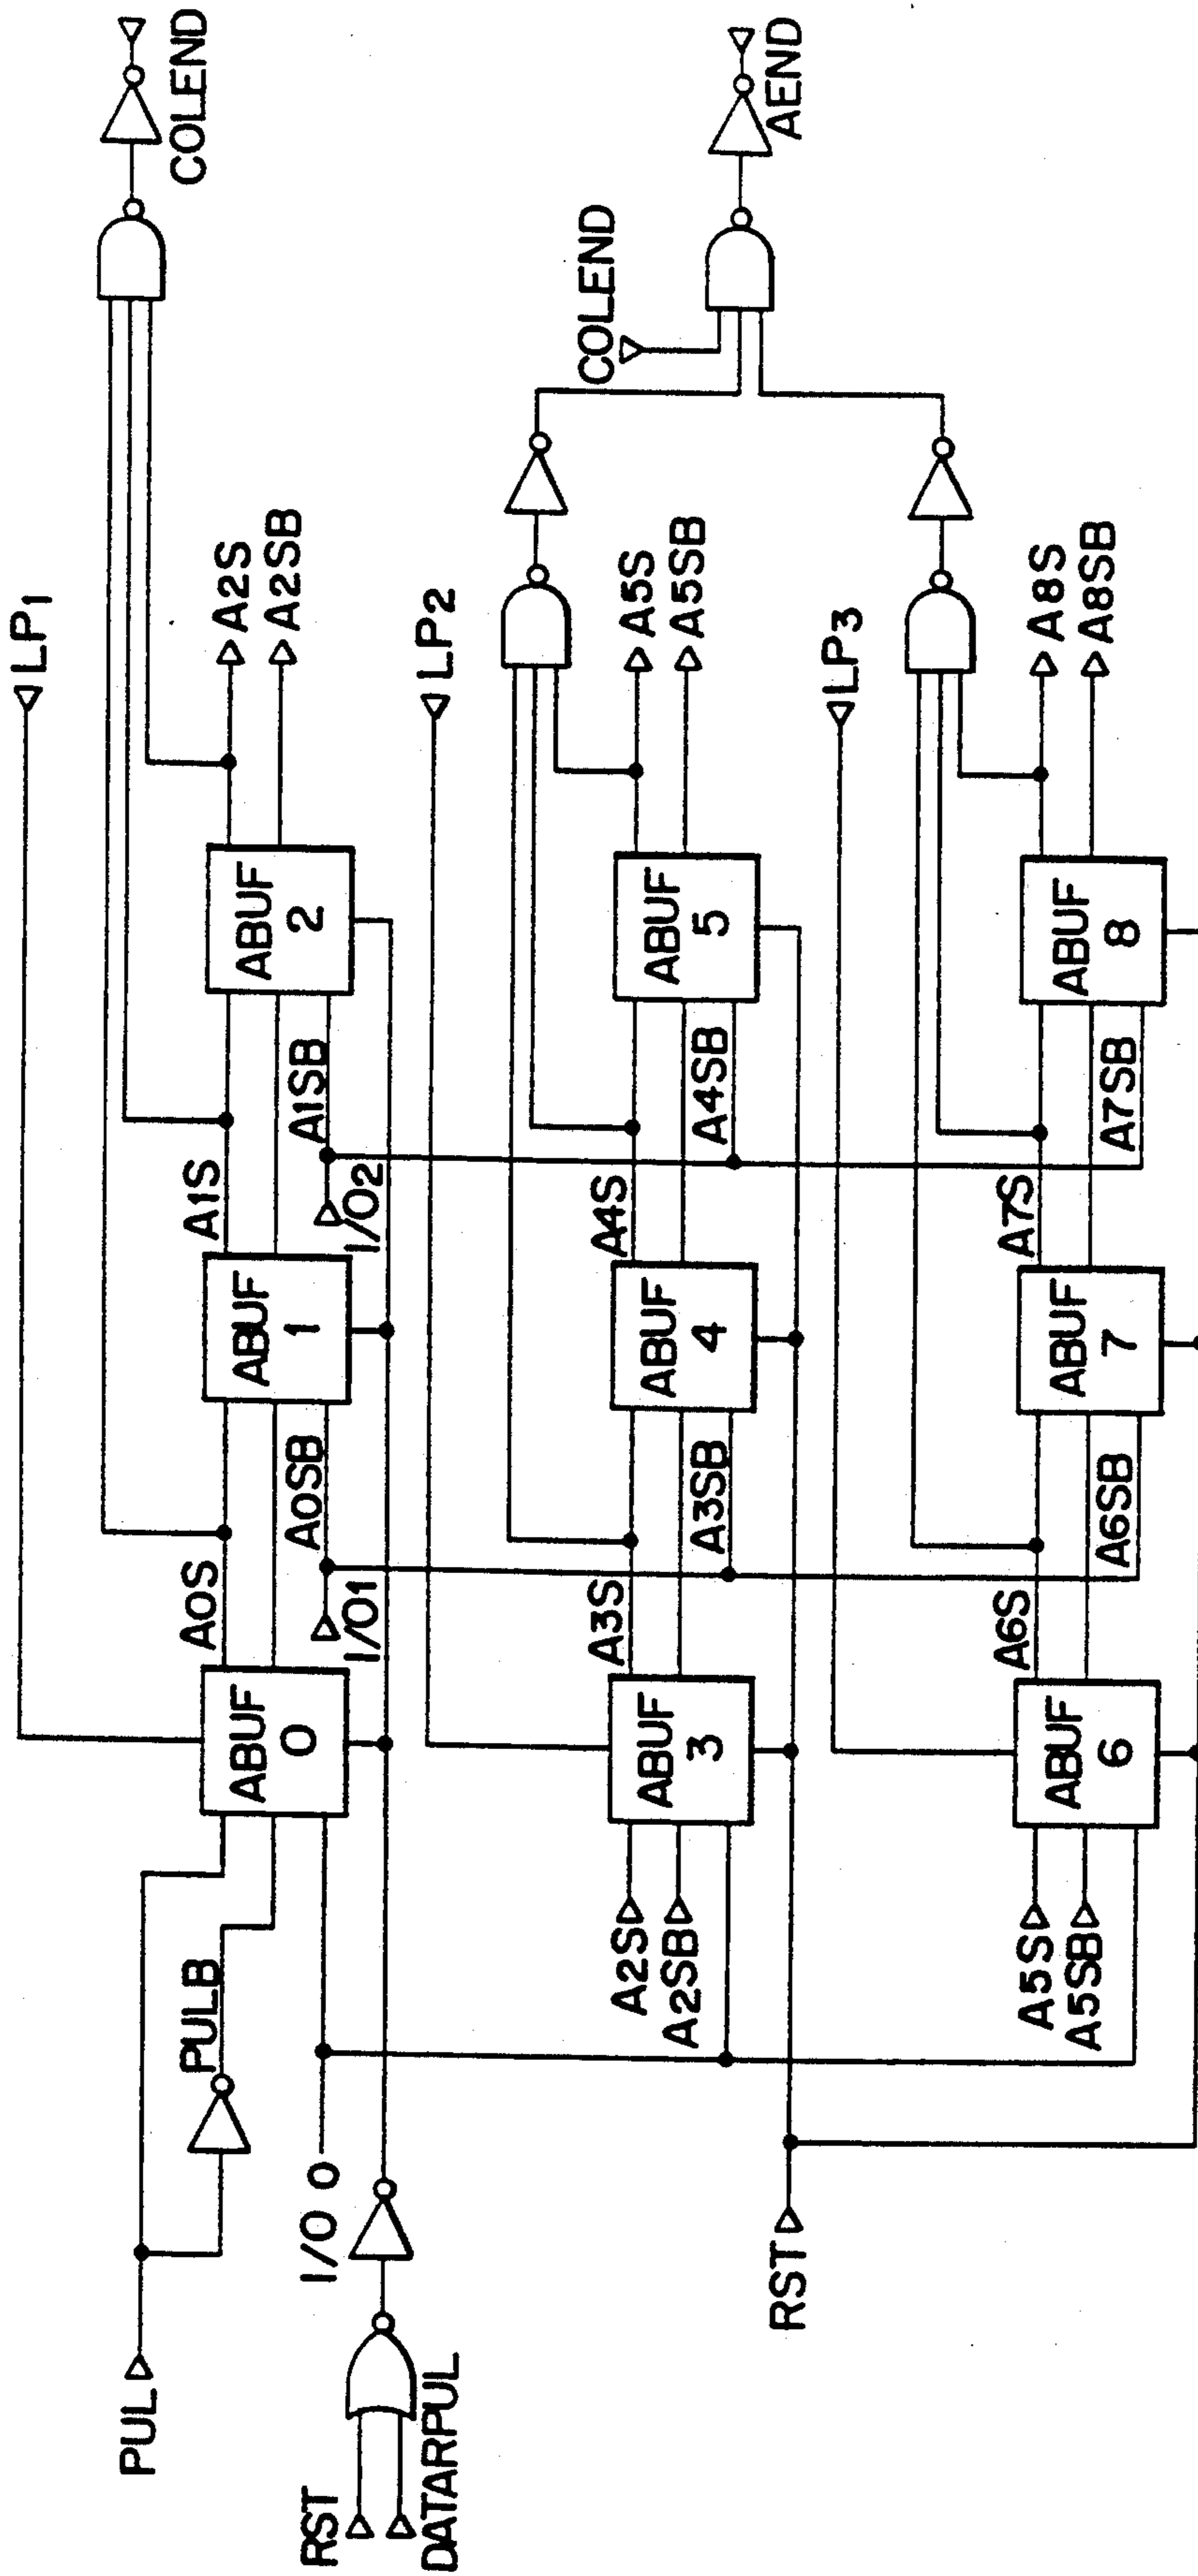 LP1
COLEND
PUL
PULB
ABUF
0
A0S
ABUF
1
A1S
ABUF
2
A2S
A2SB
I/O 0
A0SB
I/O1
A1SB
I/O2
RST
DATARPUL
LP2
COLEND
AEND
A2S
A2SB
ABUF
3
A3S
A3SB
ABUF
4
A4S
A4SB
ABUF
5
A5S
A5SB
RST
LP3
A5S
A5SB
ABUF
6
A6S
A6SB
ABUF
7
A7S
A7SB
ABUF
8
A8S
A8SB